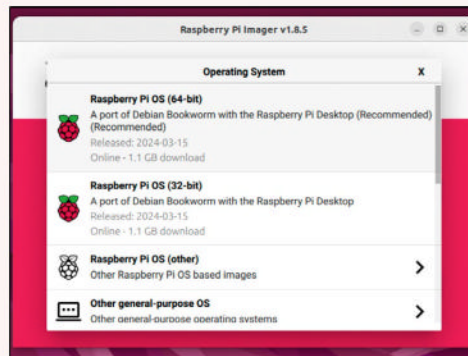 Raspberry Pi Imager v1.8.5
Operating System
X
Raspberry Pi OS (64-bit)
A port of Debian Bookworm with the Raspberry Pi Desktop (Recommended)
(Recommended)
Released: 2024-03-15
Online - 1.1 GB download
Raspberry Pi OS (32-bit)
A port of Debian Bookworm with the Raspberry Pi Desktop
Released: 2024-03-15
Online - 1.1 GB download
Raspberry Pi OS (other)
Other Raspberry Pi OS based images
Other general-purpose OS
Other general-purpose operating systems